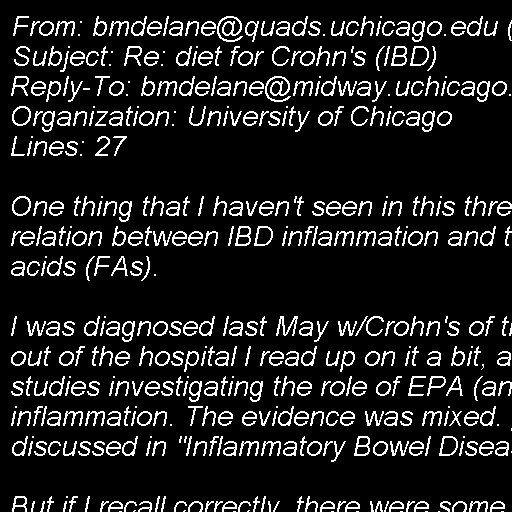 From: bmdelane@quads.uchicago.edu (
Subject: Re: diet for Crohn's (IBD)
Reply-To: bmdelane@midway.uchicago.
Organization: University of Chicago
Lines: 27
One thing that I haven't seen in this thre
relation between IBD inflammation and t
acids (FAs).
I was diagnosed last May w/Crohn's of t
out of the hospital I read up on it a bit, a
studies investigating the role of EPA (an
inflammation. The evidence was mixed.
discussed in "Inflammatory Bowel Disea
But if I recall correctly, there were some